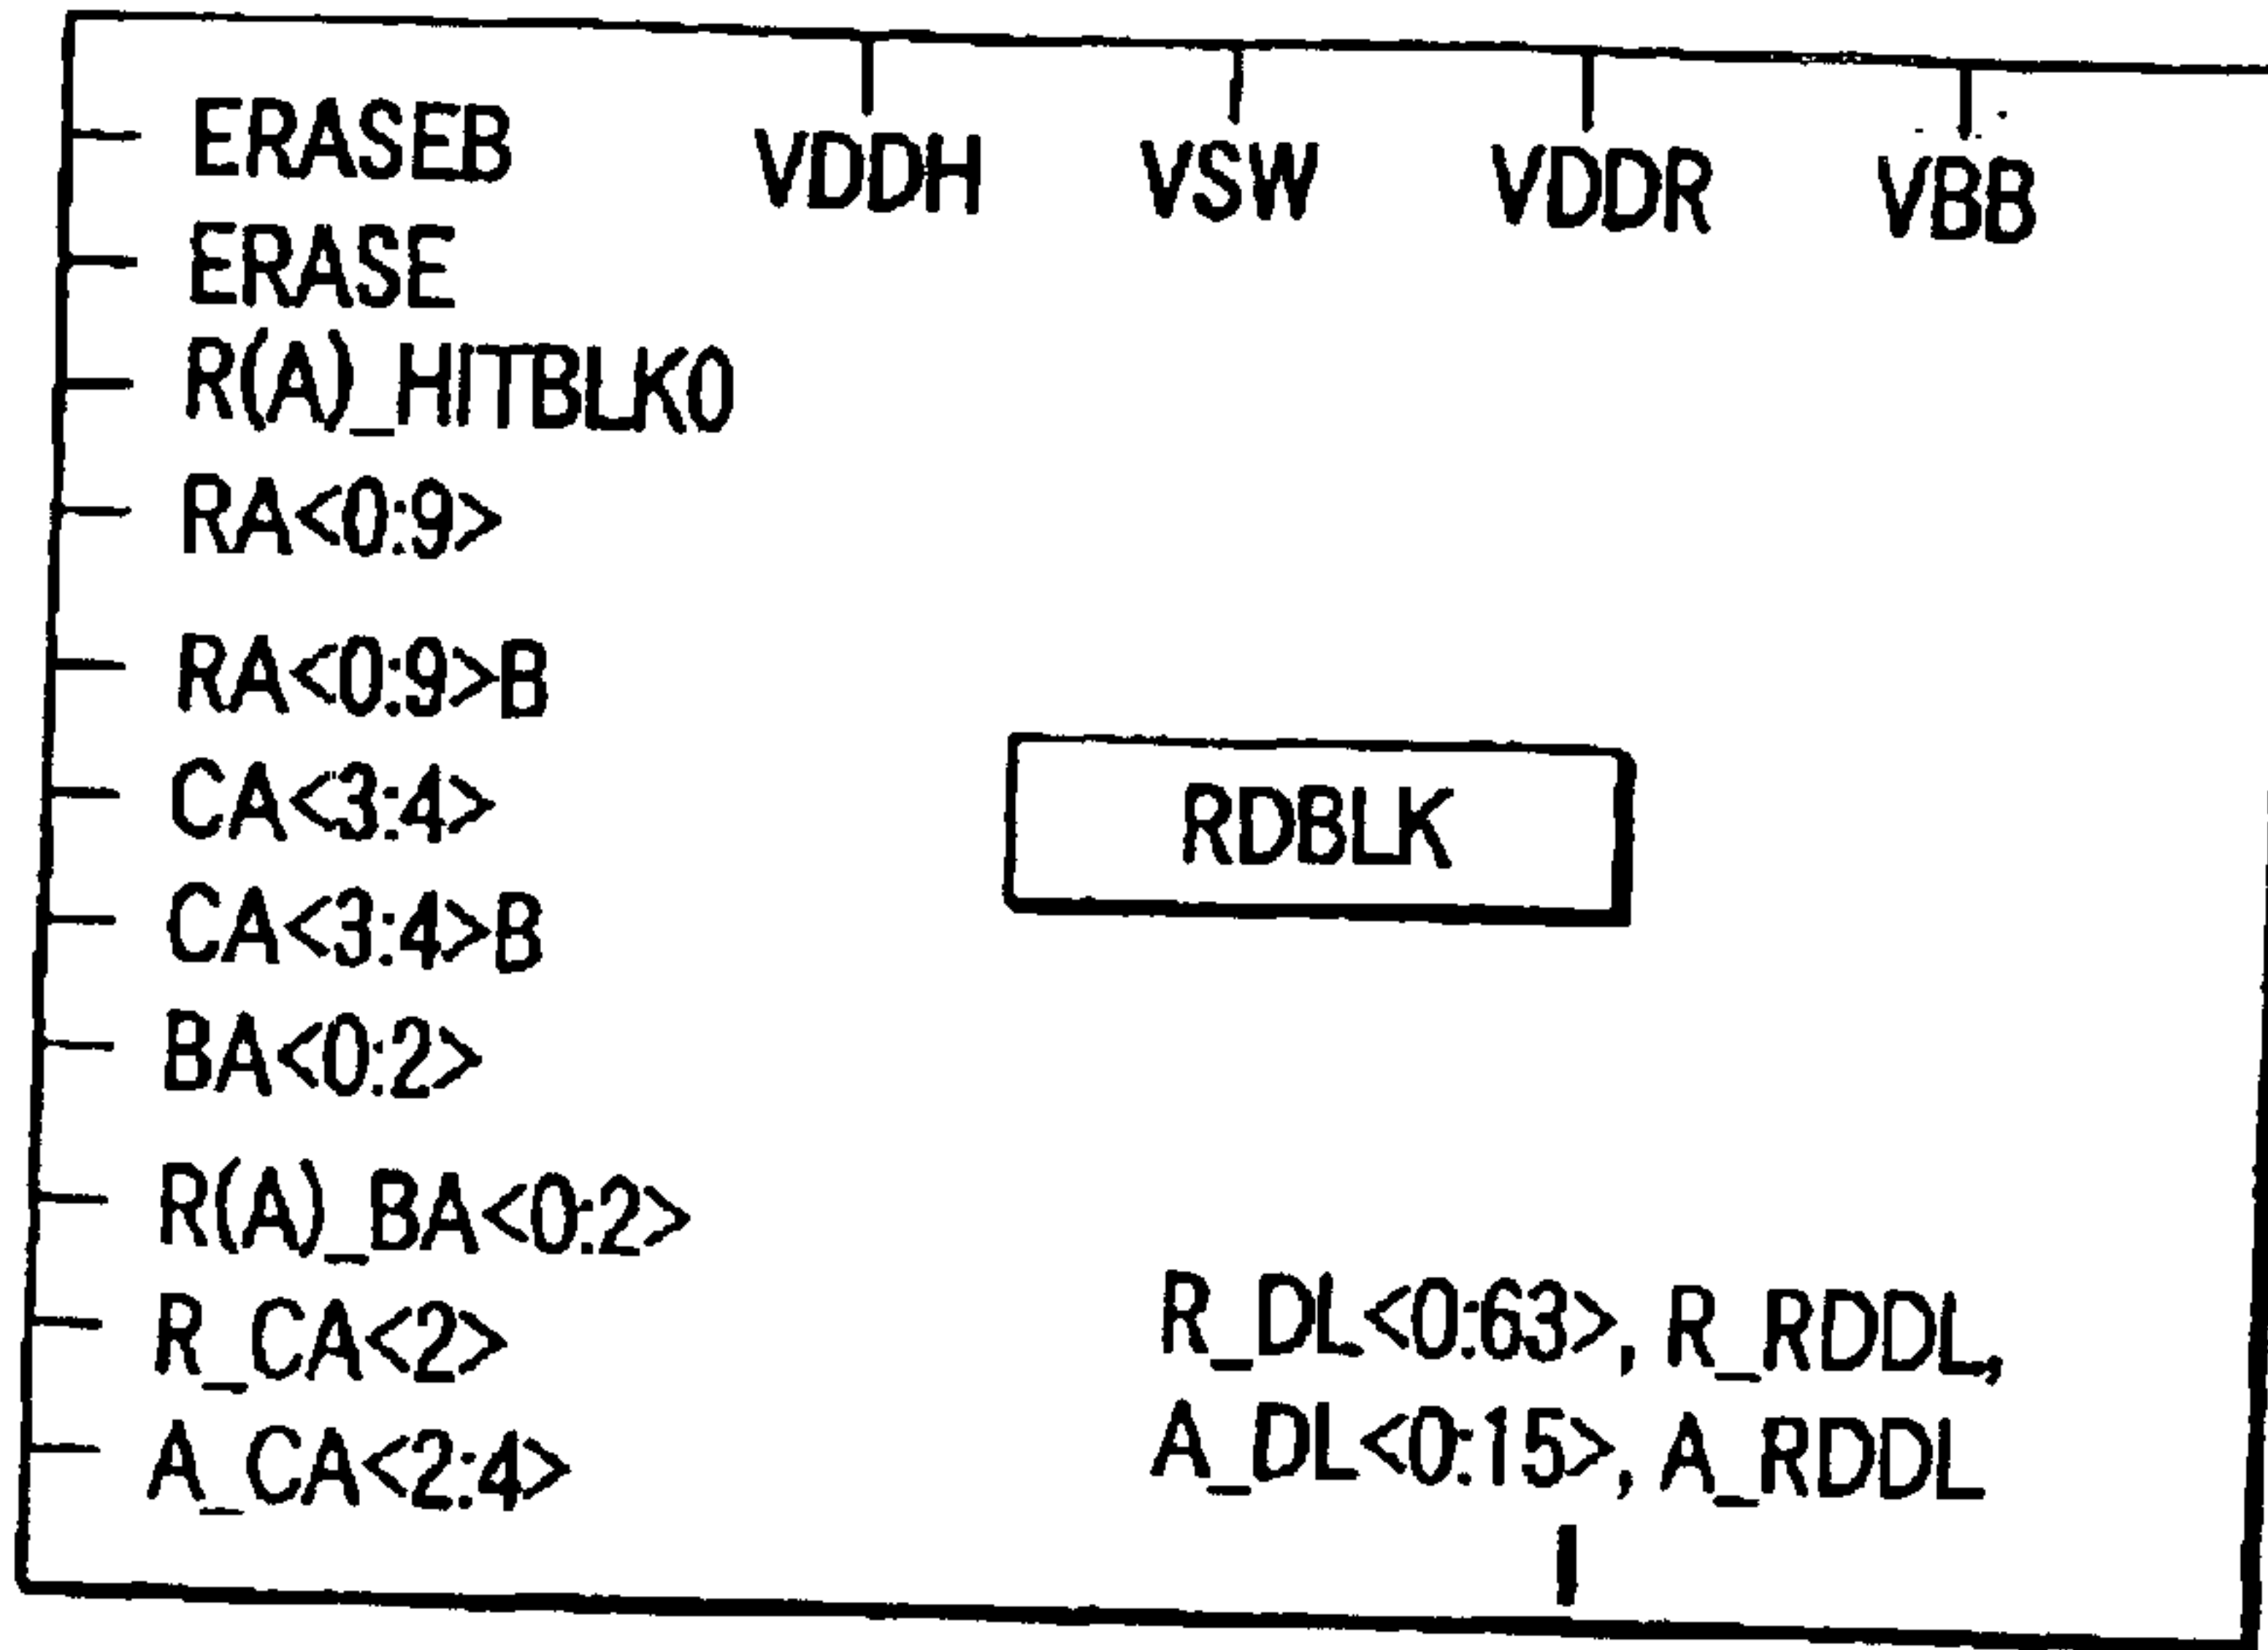 ERASEB
VDDH VSW VDDR VBB
ERASE
R(A)_HITBLK0
RA<0:9>
RA<0:9>B
CA<3:4>
RDBLK
CA<3:4>B
BA<0:2>
R(A)_BA<0:2>
R_CA<2>
R_DL<0:63>, R_RDDL,
A_CA<2:4>
A_DL<0:15>, A_RDDL